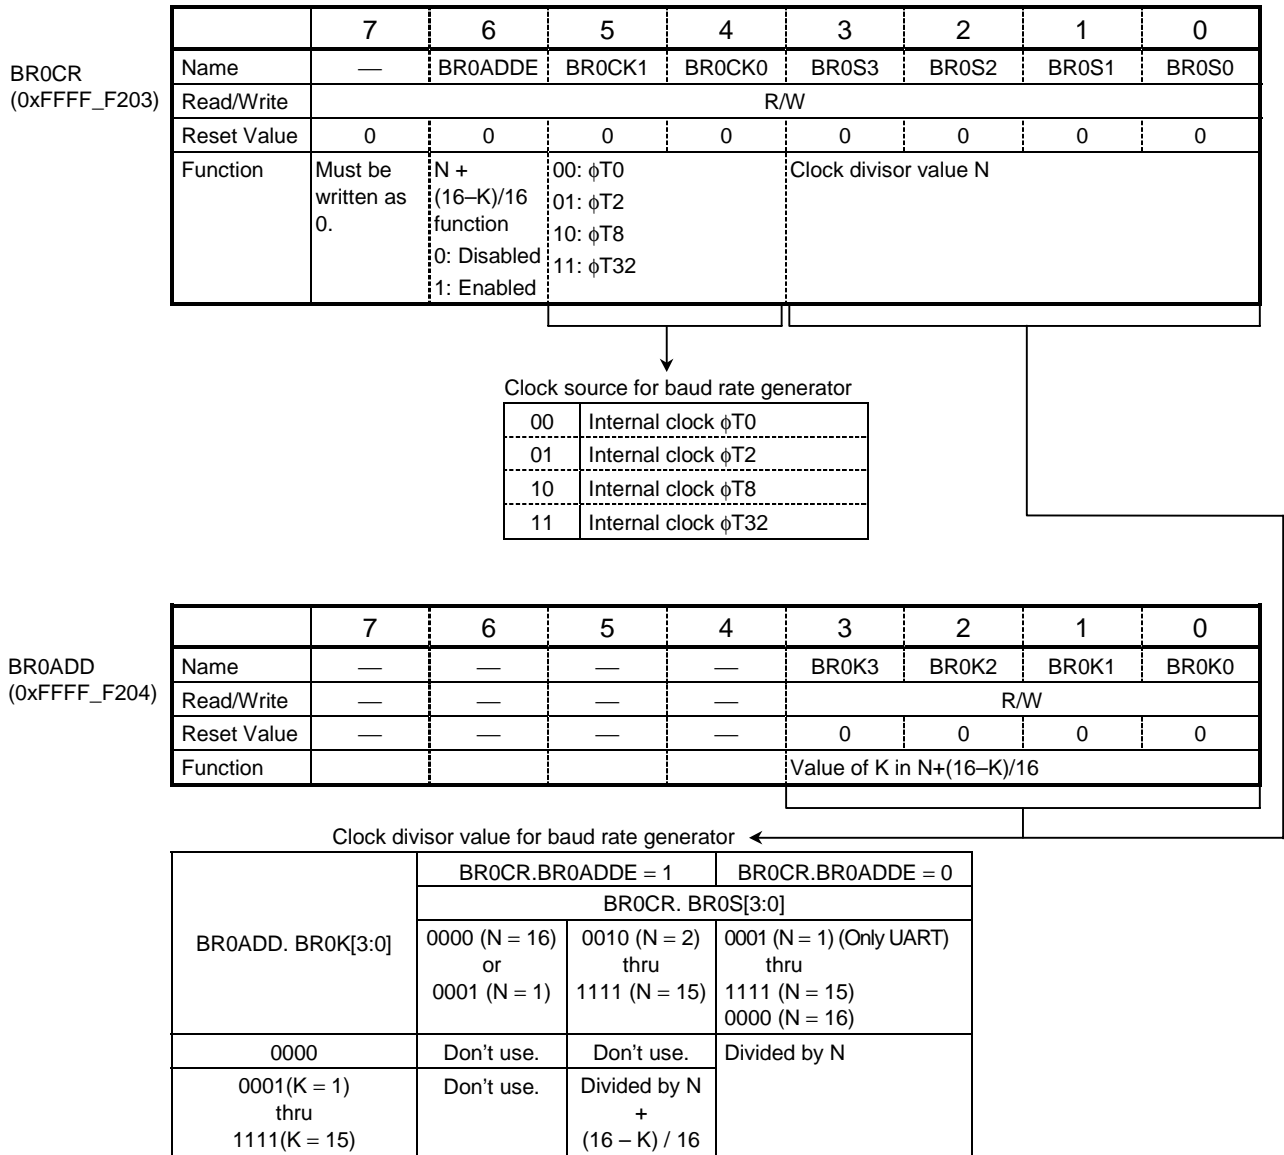 7 6 5 4 3 2 1 0
BR0CR
(0xFFFF_F203)
Name — BR0ADDE BR0CK1 BR0CK0 BR0S3 BR0S2 BR0S1 BR0S0
Read/Write R/W
Reset Value 0 0 0 0 0 0 0 0
Function
Must be
written as
0.
N +
(16–K)/16
function
0: Disabled
1: Enabled
00: ϕT0
01: ϕT2
10: ϕT8
11: ϕT32
Clock divisor value N
Clock source for baud rate generator
00 Internal clock ϕT0
01 Internal clock ϕT2
10 Internal clock ϕT8
11 Internal clock ϕT32
7 6 5 4 3 2 1 0
BR0ADD
(0xFFFF_F204)
Name — — — — BR0K3 BR0K2 BR0K1 BR0K0
Read/Write — — — — R/W
Reset Value — — — — 0 0 0 0
Function Value of K in N+(16–K)/16
Clock divisor value for baud rate generator
BR0ADD. BR0K[3:0]
BR0CR.BR0ADDE = 1 BR0CR.BR0ADDE = 0
BR0CR. BR0S[3:0]
0000 (N = 16)
or
0001 (N = 1)
0010 (N = 2)
thru
1111 (N = 15)
0001 (N = 1) (Only UART)
thru
1111 (N = 15)
0000 (N = 16)
0000 Don't use. Don't use. Divided by N
0001(K = 1)
thru
1111(K = 15)
Don't use.
Divided by N
+
(16 – K) / 16